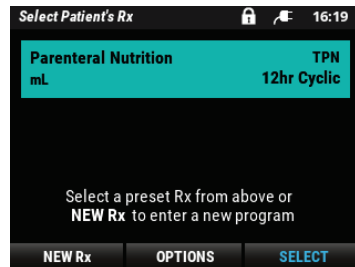 Select Patient's Rx 16:19
Parenteral Nutrition TPN
mL 12hr Cyclic
Select a preset Rx from above or
NEW Rx to enter a new program
NEW Rx OPTIONS SELECT